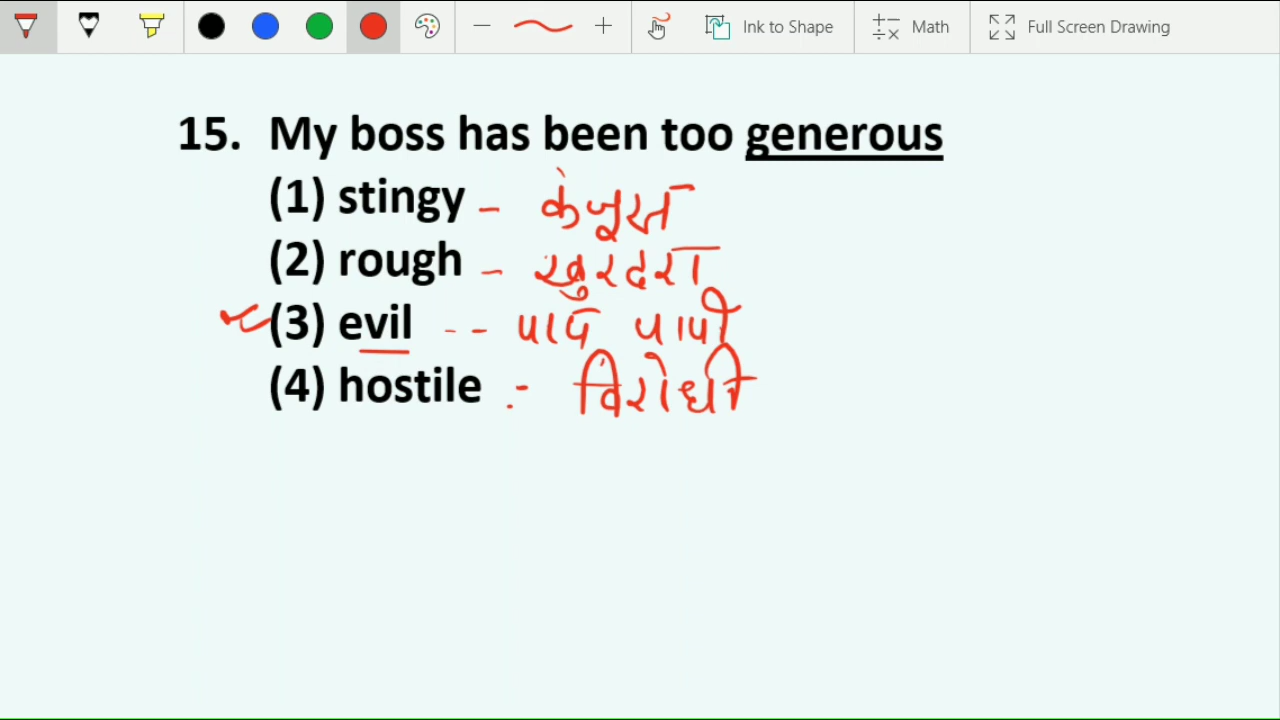 Ink to Shape Math Full Screen Drawing
15. My boss has been too generous
(1) stingy - कंजूस
(2) rough - खुरदरा
(3) evil -- पाप पापी
(4) hostile :- विरोधी